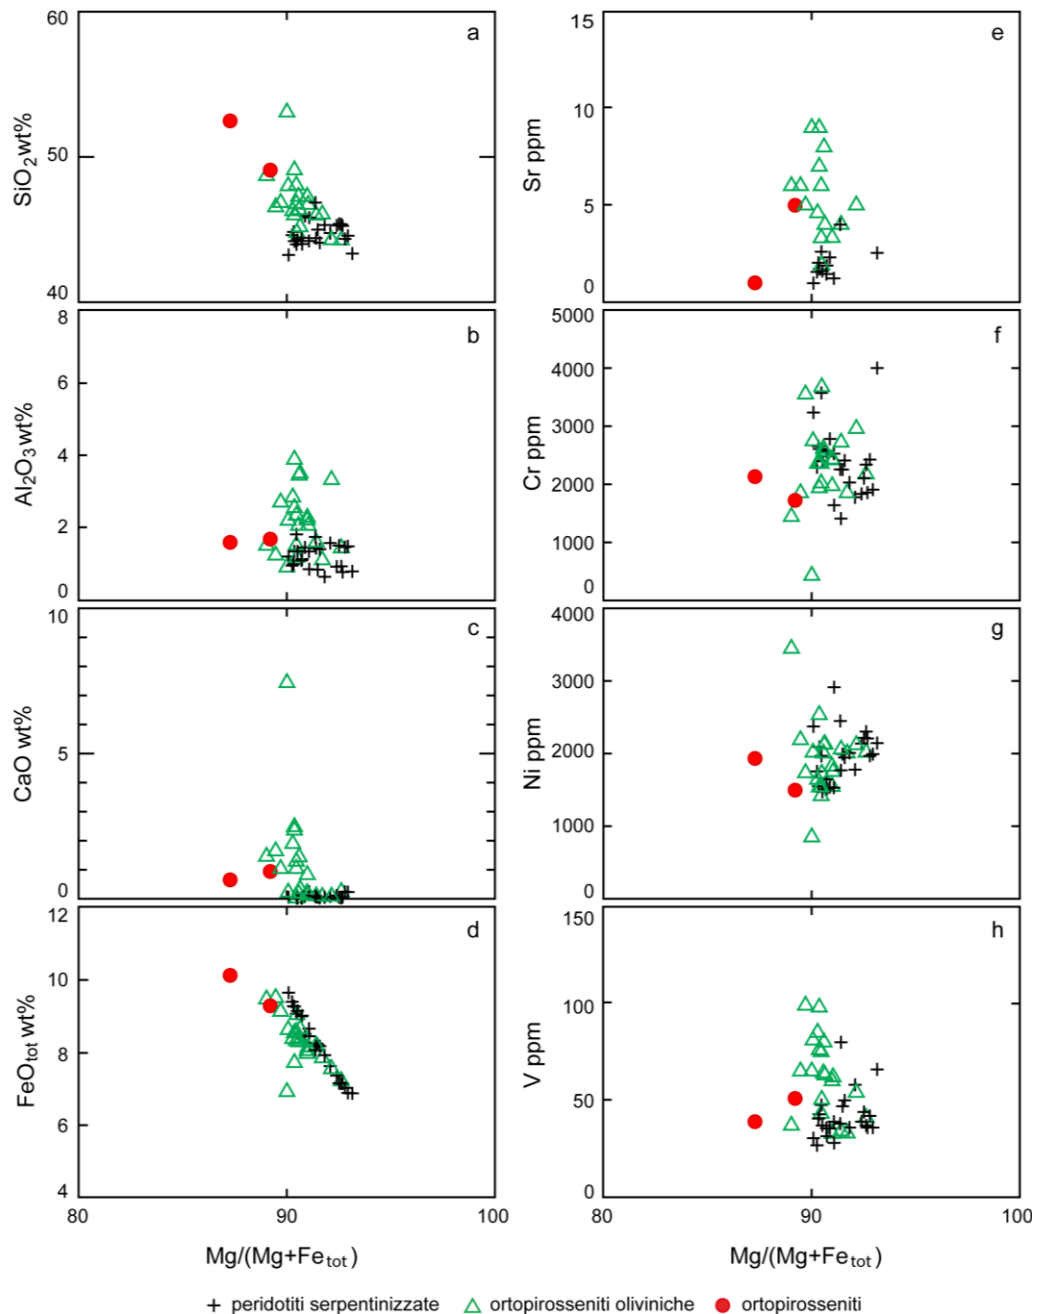 60
50
40
SiO2 wt%
a
8
6
4
2
0
Al2O3 wt%
b
10
5
0
CaO wt%
c
12
10
8
6
4
FeOtot wt%
d
80
90
100
Mg/(Mg+Fetot)
15
10
5
0
Sr ppm
e
5000
4000
3000
2000
1000
0
Cr ppm
f
4000
3000
2000
1000
0
Ni ppm
g
150
100
50
0
V ppm
h
80
90
100
Mg/(Mg+Fetot)
peridotiti serpentinizzate ortopirosseniti oliviniche ortopirosseniti